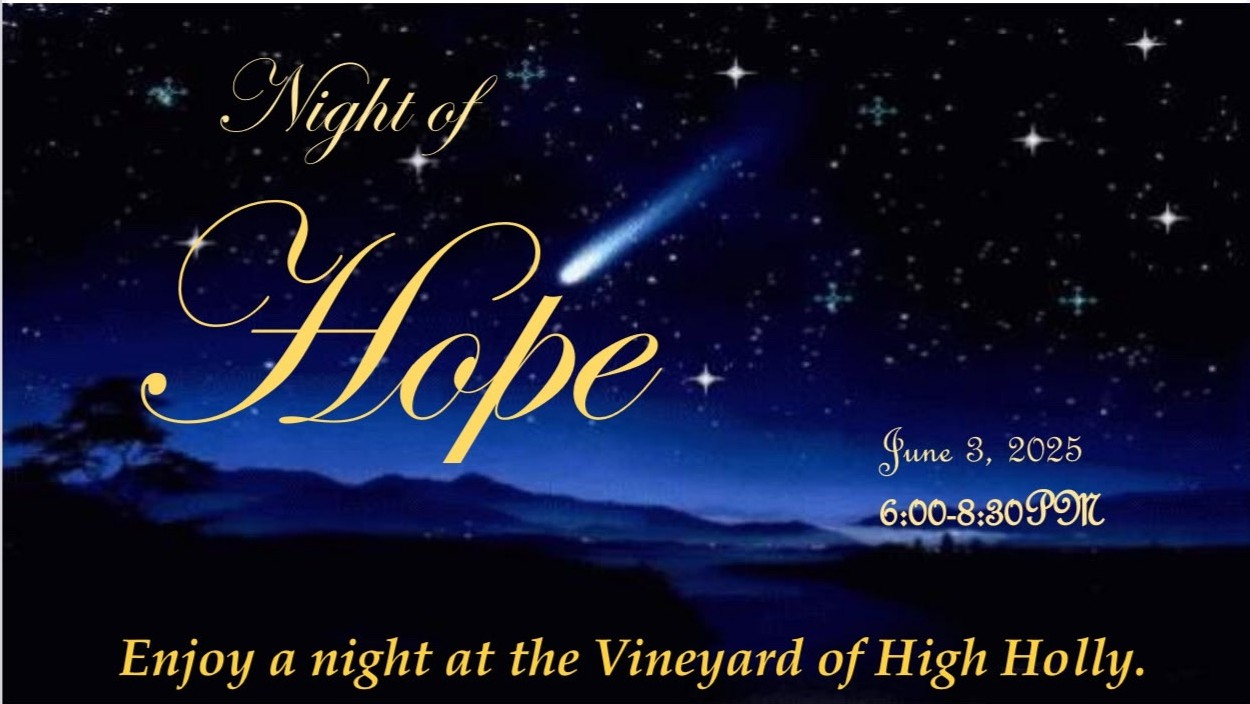 Night of
Hope
June 3, 2025
6:00-8:30PM
Enjoy a night at the Vineyard of High Holly.